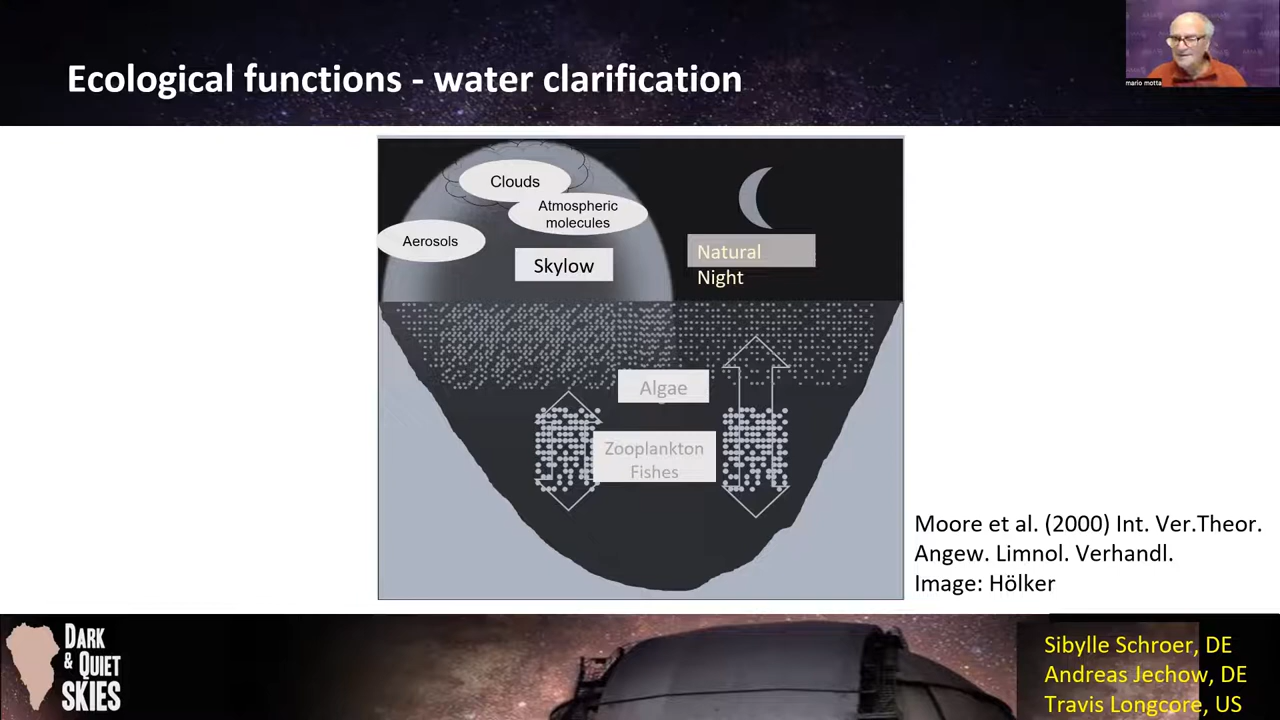 Ecological functions - water clarification
mario motta
Clouds
Atmospheric
molecules
Aerosols
Skylow
Natural
Night
Algae
Zooplankton
Fishes
Moore et al. (2000) Int. Ver.Theor.
Angew. Limnol. Verhandl.
Image: Hölker
DARK
& QUIET
SKIES
Sibylle Schroer, DE
Andreas Jechow, DE
Travis Longcore, US